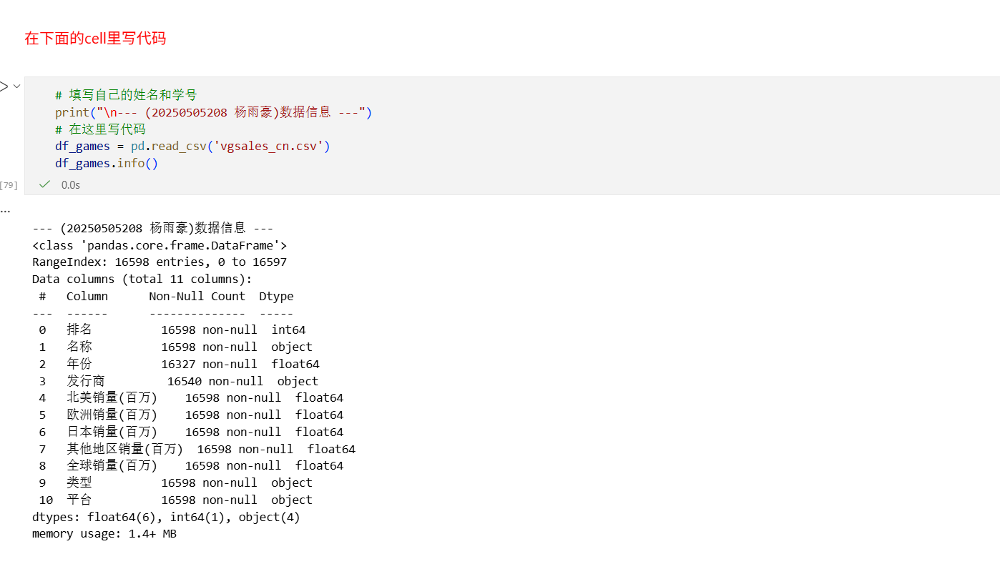 在下面的cell里写代码
# 填写自己的姓名和学号
print("\n--- (20250505208 杨雨豪)数据信息 ---")
# 在这里写代码
df_games = pd.read_csv('vgsales_cn.csv')
df_games.info()
[79]
0.0s
...
--- (20250505208 杨雨豪)数据信息 ---
<class 'pandas.core.frame.DataFrame'>
RangeIndex: 16598 entries, 0 to 16597
Data columns (total 11 columns):
# Column Non-Null Count Dtype
--- ------ -------------- -----
0 排名 16598 non-null int64
1 名称 16598 non-null object
2 年份 16327 non-null float64
3 发行商 16540 non-null object
4 北美销量(百万) 16598 non-null float64
5 欧洲销量(百万) 16598 non-null float64
6 日本销量(百万) 16598 non-null float64
7 其他地区销量(百万) 16598 non-null float64
8 全球销量(百万) 16598 non-null float64
9 类型 16598 non-null object
10 平台 16598 non-null object
dtypes: float64(6), int64(1), object(4)
memory usage: 1.4+ MB